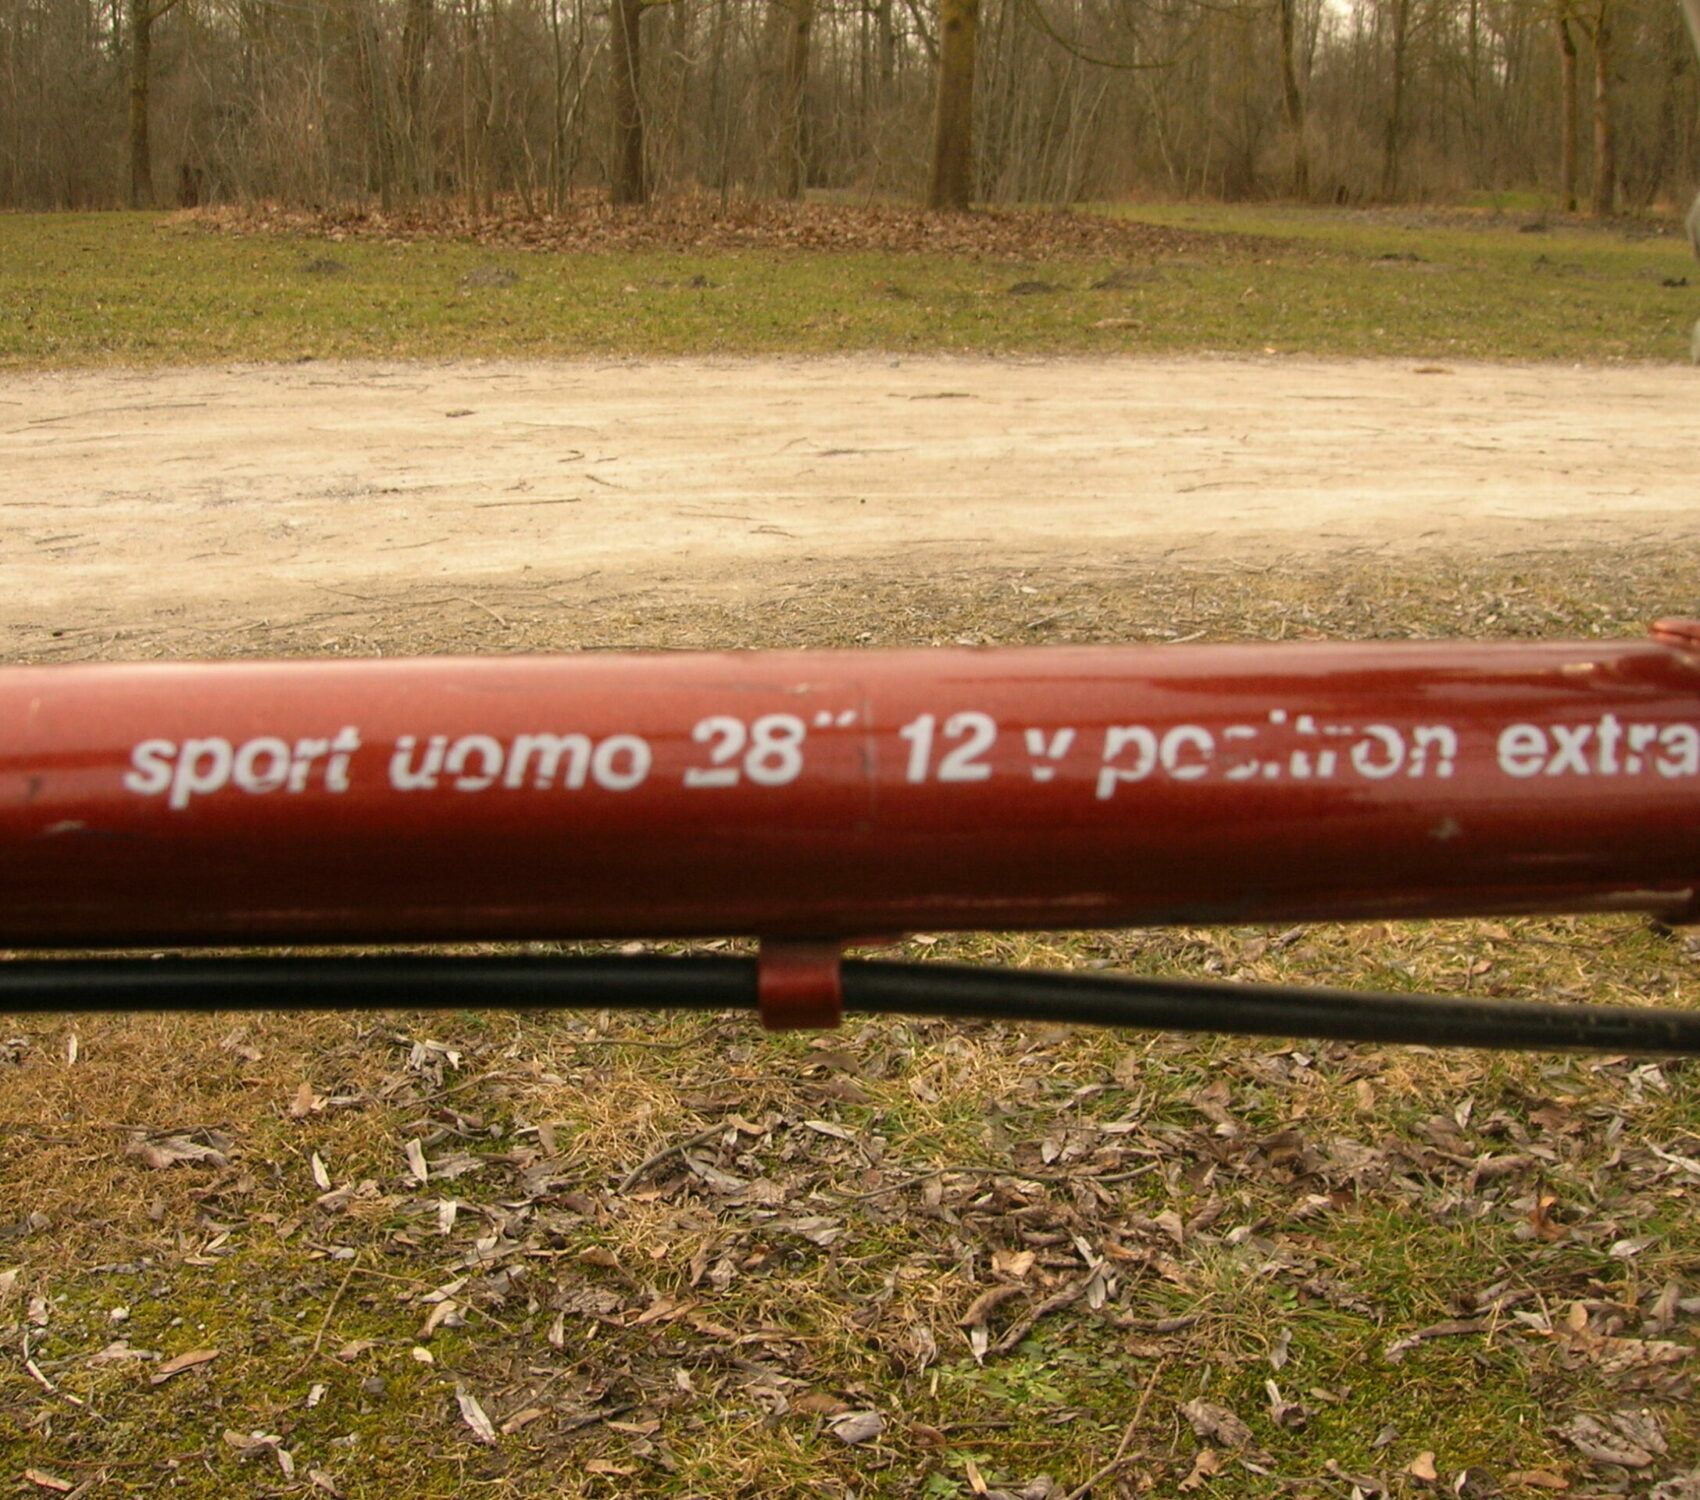 sport uomo 28" 12 v positron extra